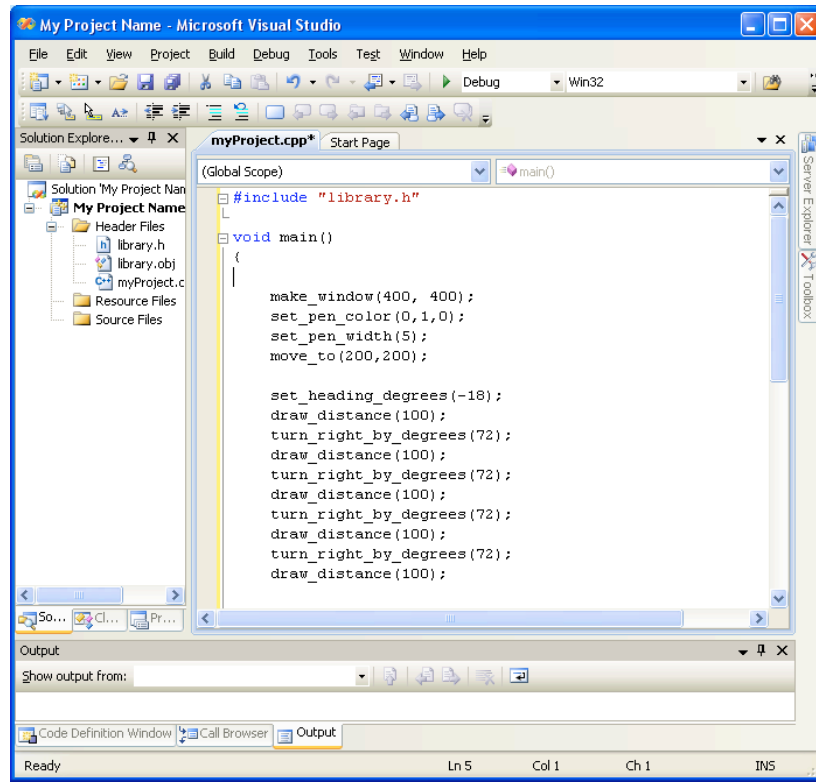 My Project Name - Microsoft Visual Studio
File Edit View Project Build Debug Tools Test Window Help
Debug Win32
Solution Explore...
myProject.cpp* Start Page
(Global Scope) main()
Solution 'My Project Nan
My Project Name
Header Files
library.h
library.obj
myProject.c
Resource Files
Source Files
#include "library.h"
void main()
{
make_window(400, 400);
set_pen_color(0,1,0);
set_pen_width(5);
move_to(200,200);
set_heading_degrees(-18);
draw_distance(100);
turn_right_by_degrees(72);
draw_distance(100);
turn_right_by_degrees(72);
draw_distance(100);
turn_right_by_degrees(72);
draw_distance(100);
turn_right_by_degrees(72);
draw_distance(100);
Server Explorer
Toolbox
So... Cl... Pr...
Output
Show output from:
Code Definition Window Call Browser Output
Ready Ln 5 Col 1 Ch 1 INS